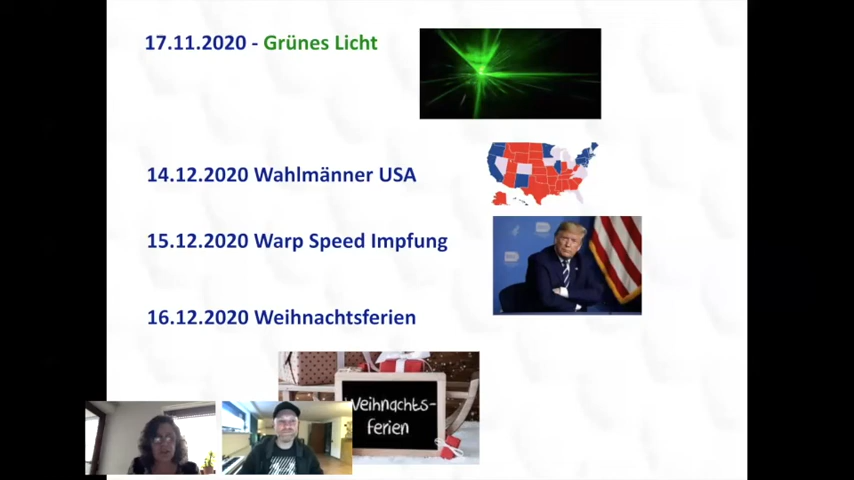 17.11.2020 - Grünes Licht
14.12.2020 Wahlmänner USA
15.12.2020 Warp Speed Impfung
16.12.2020 Weihnachtsferien
Weihnachts-
ferien